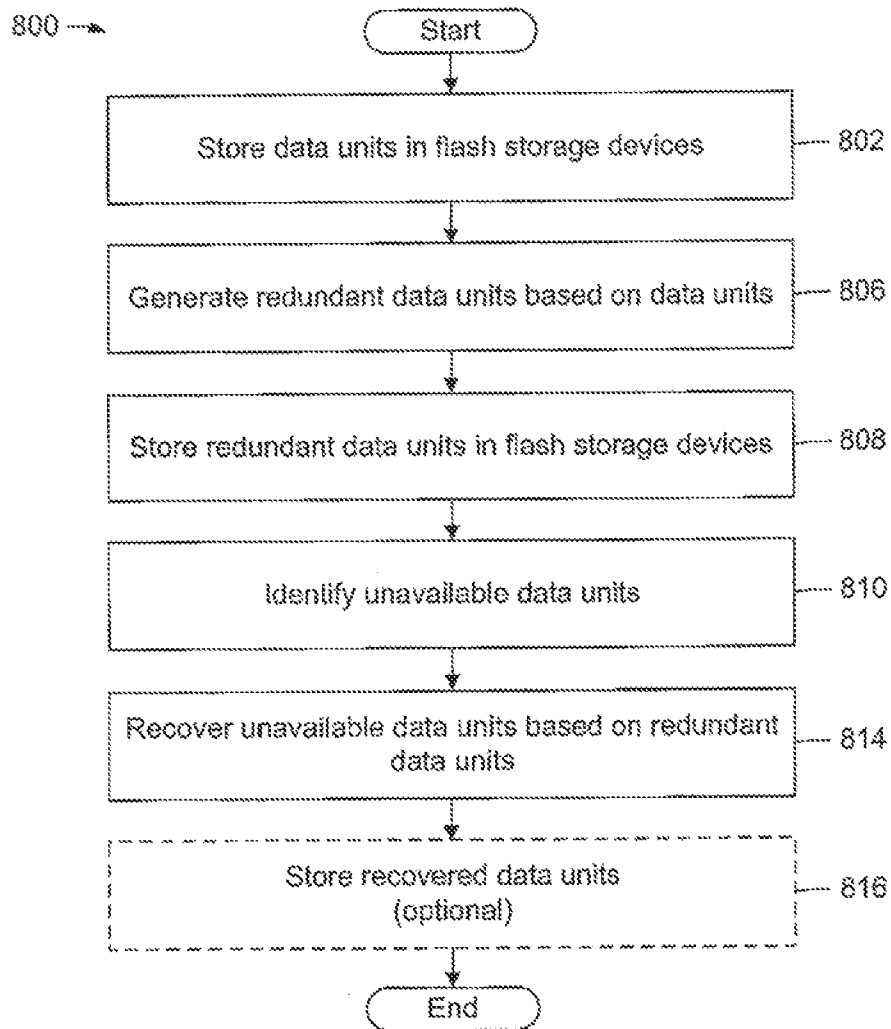 800
Start
Store data units in flash storage devices
802
Generate redundant data units based on data units
806
Store redundant data units in flash storage devices
808
Identify unavailable data units
810
Recover unavailable data units based on redundant
data units
814
Store recovered data units
(optional)
816
End